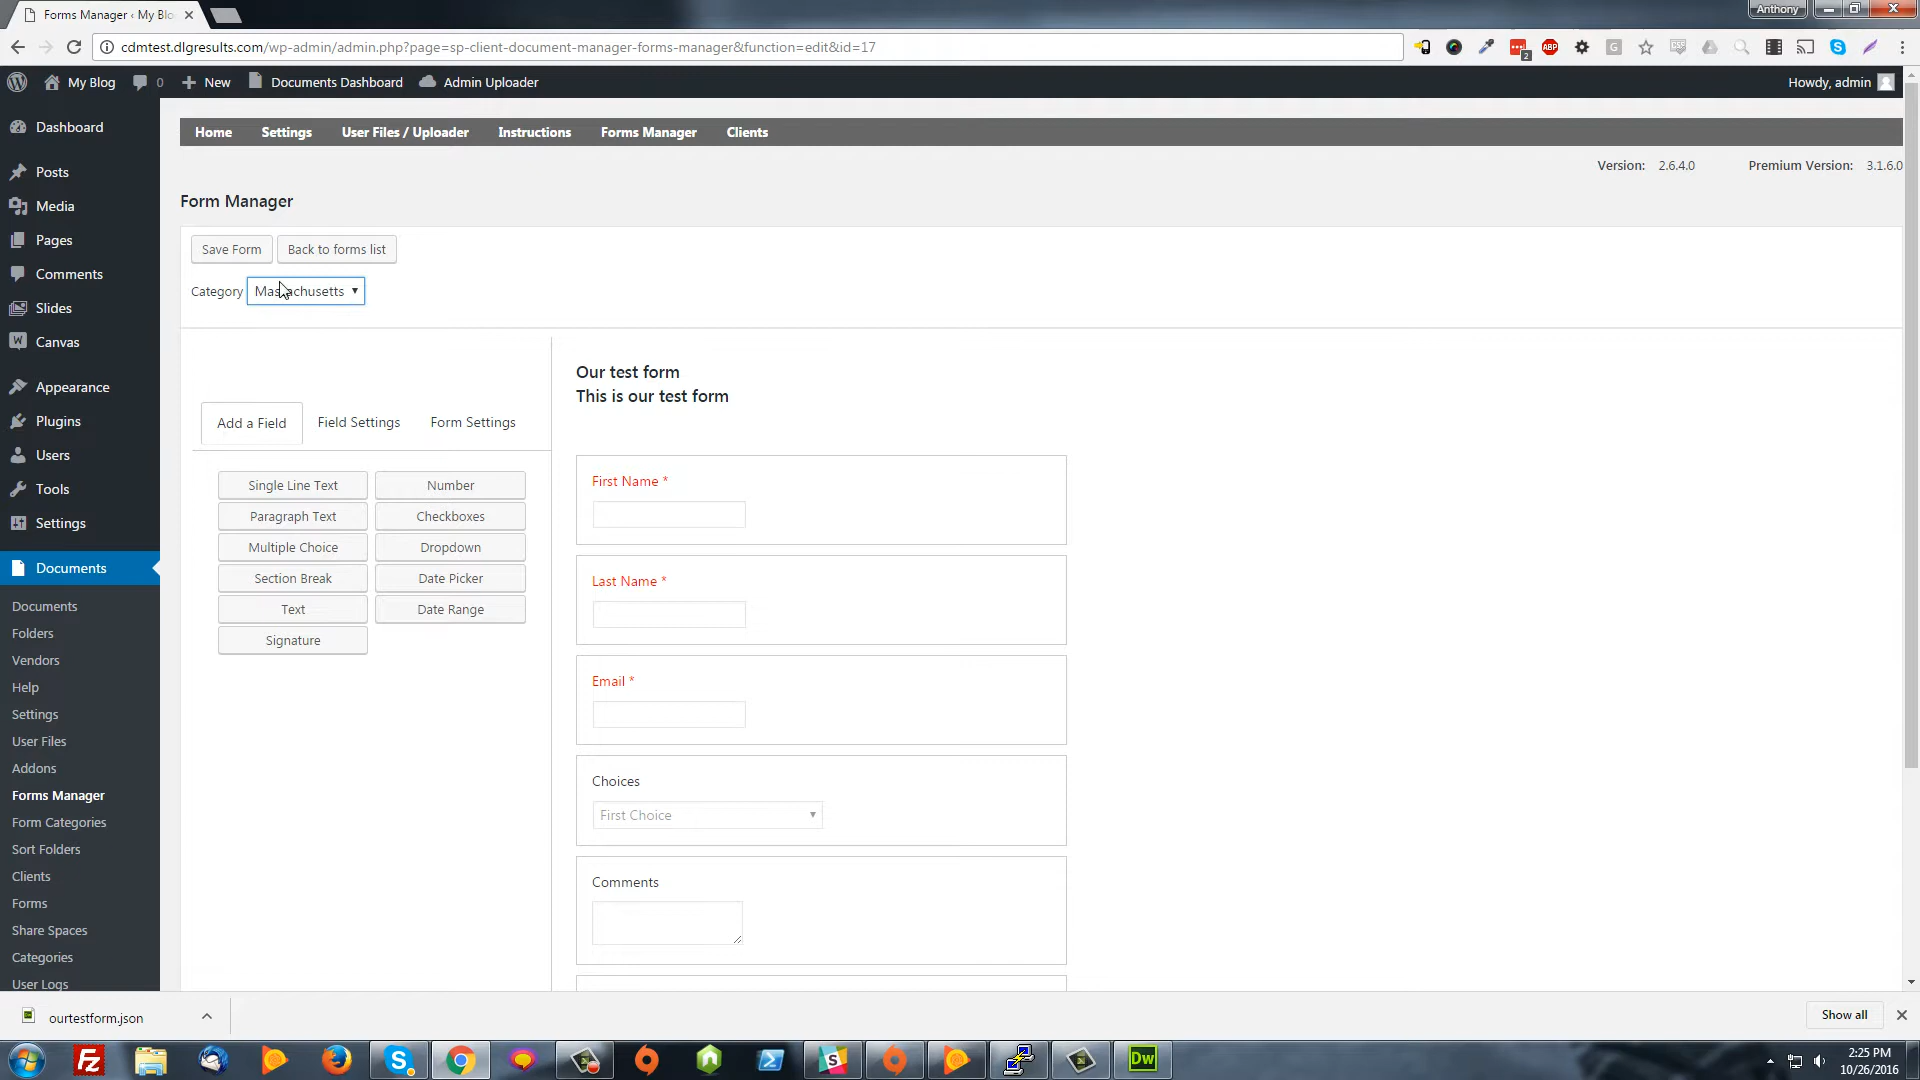 Forms Manager ‹ My Blo
Anthony
cdmtest.dlgresults.com/wp-admin/admin.php?page=sp-client-document-manager-forms-manager&function=edit&id=17
2
ABP
My Blog
0
New
Documents Dashboard
Admin Uploader
Howdy, admin
Dashboard
Posts
Media
Pages
Comments
Slides
Canvas
Appearance
Plugins
Users
Tools
Settings
Documents
Documents
Folders
Vendors
Help
Settings
User Files
Addons
Forms Manager
Form Categories
Sort Folders
Clients
Forms
Share Spaces
Categories
User Logs
Home
Settings
User Files / Uploader
Instructions
Forms Manager
Clients
Version: 2.6.4.0
Premium Version: 3.1.6.0
Form Manager
Save Form
Back to forms list
Category
Massachusetts
Add a Field
Field Settings
Form Settings
Single Line Text
Number
Paragraph Text
Checkboxes
Multiple Choice
Dropdown
Section Break
Date Picker
Text
Date Range
Signature
Our test form
This is our test form
First Name *
Last Name *
Email *
Choices
First Choice
Comments
ourtestform.json
Show all
Fz
Dw
2:25 PM
10/26/2016